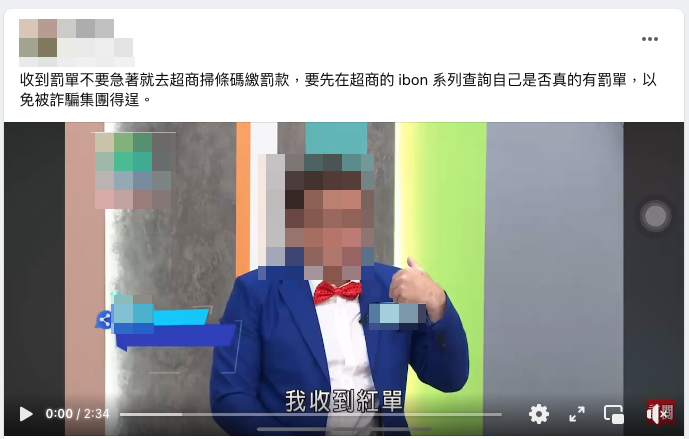 收到罰單不要急著就去超商掃條碼繳罰款，要先在超商的 ibon 系列查詢自己是否真的有罰單，以
免被詐騙集團得逞。
我收到紅單
0:00 / 2:34